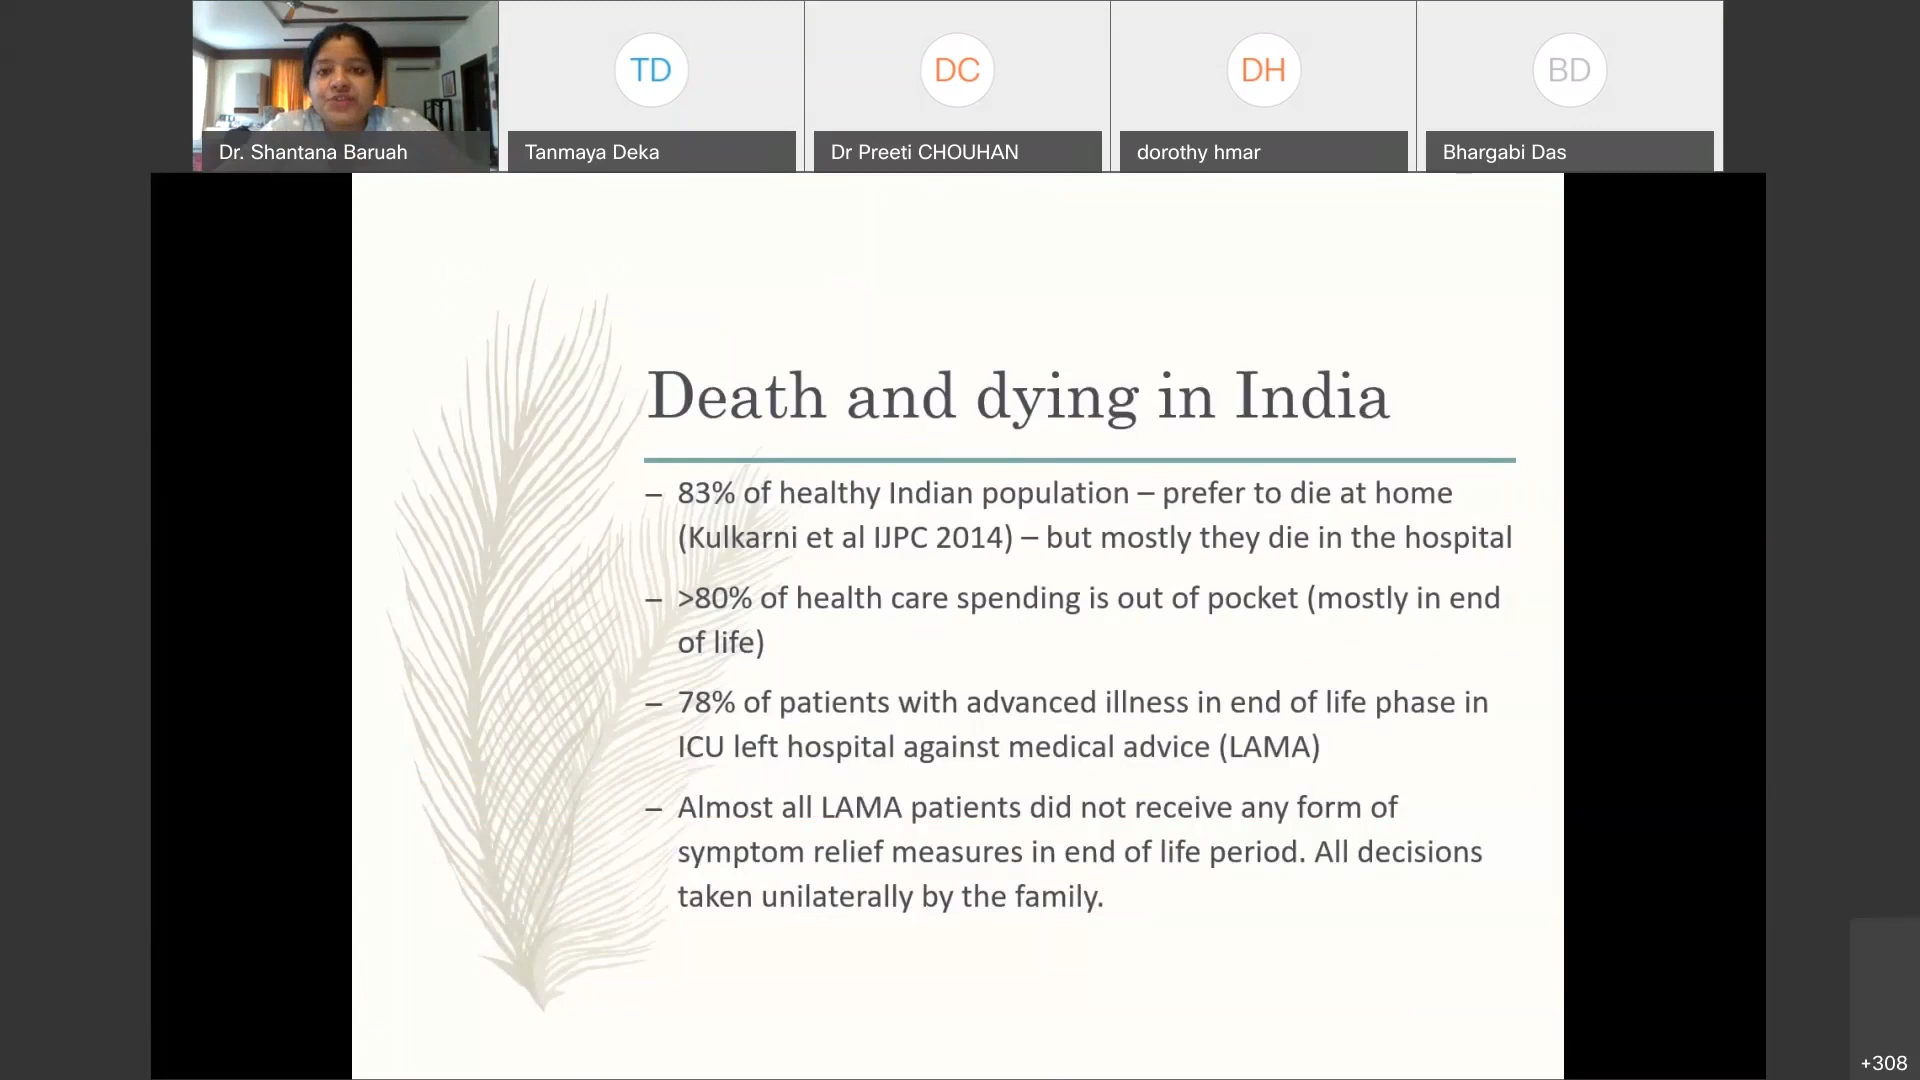 TD
DC
DH
BD
Dr. Shantana Baruah
Tanmaya Deka
Dr Preeti CHOUHAN
dorothy hmar
Bhargabi Das
Death and dying in India
– 83% of healthy Indian population – prefer to die at home
(Kulkarni et al IJPC 2014) – but mostly they die in the hospital
– >80% of health care spending is out of pocket (mostly in end
of life)
– 78% of patients with advanced illness in end of life phase in
ICU left hospital against medical advice (LAMA)
– Almost all LAMA patients did not receive any form of
symptom relief measures in end of life period. All decisions
taken unilaterally by the family.
+308